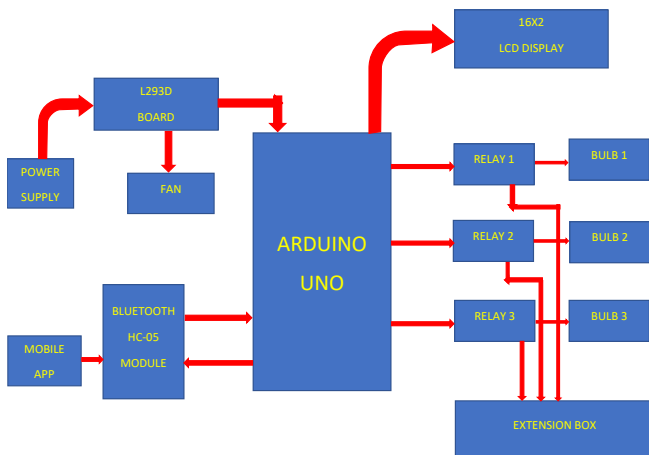 16X2
LCD DISPLAY
L293D
BOARD
POWER
SUPPLY
FAN
ARDUINO
UNO
RELAY 1
BULB 1
RELAY 2
BULB 2
RELAY 3
BULB 3
BLUETOOTH
HC-05
MODULE
MOBILE
APP
EXTENSION BOX